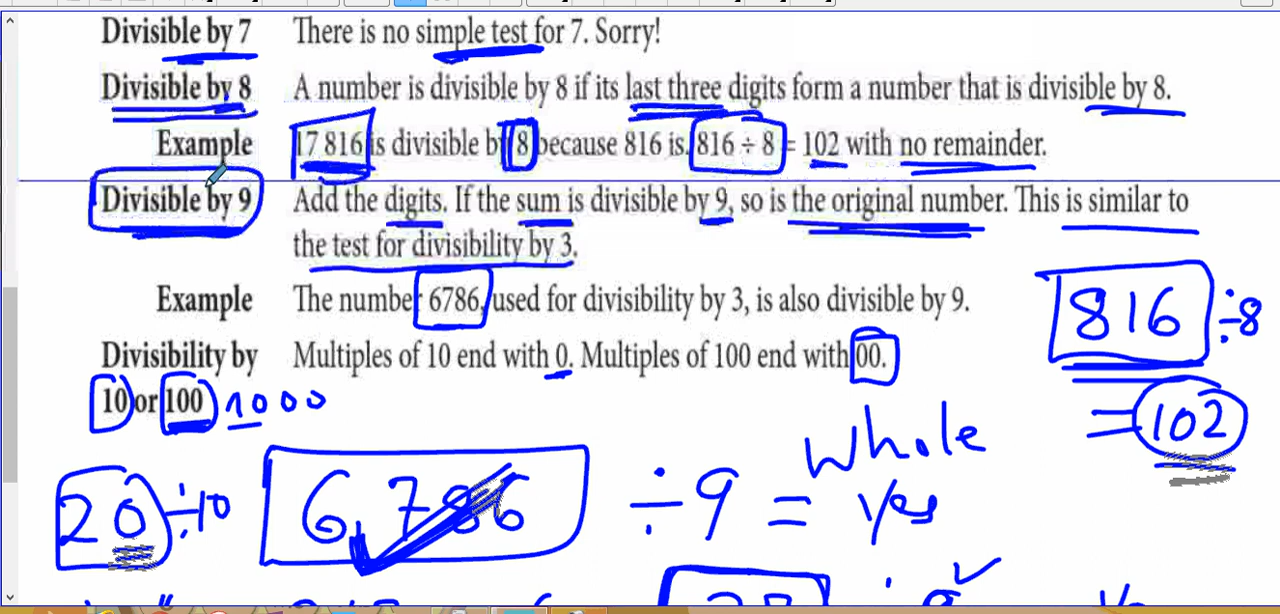 Divisible by 7 There is no simple test for 7. Sorry!
Divisible by 8 A number is divisible by 8 if its last three digits form a number that is divisible by 8.
Example 17 816 is divisible by 8 because 816 is. 816 ÷ 8 = 102 with no remainder.
Divisible by 9 Add the digits. If the sum is divisible by 9, so is the original number. This is similar to
the test for divisibility by 3.
Example The number 6786, used for divisibility by 3, is also divisible by 9.
816 ÷8
Divisibility by Multiples of 10 end with 0. Multiples of 100 end with 00.
10 or 100 1000
= 102
whole
20 ÷10 6,786 ÷9 = yes